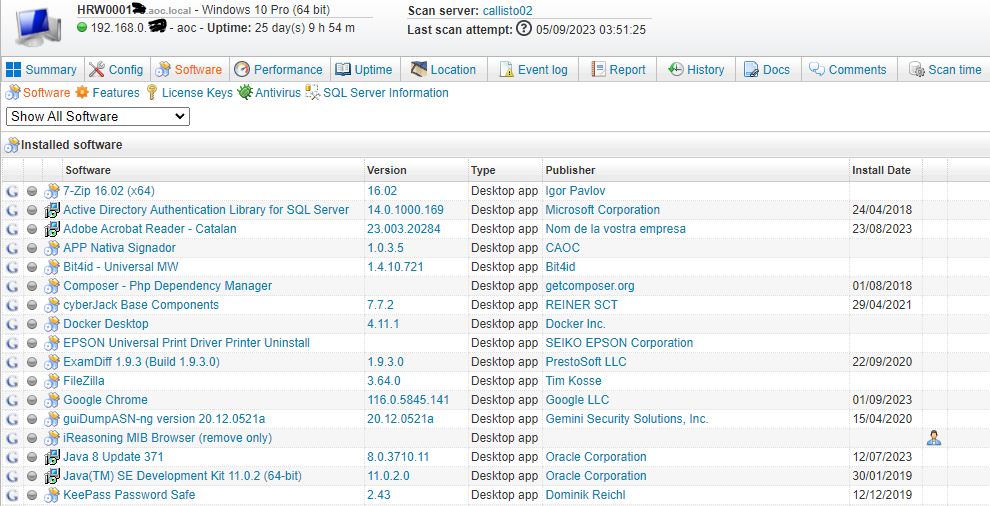 HRW0001 .aoc.local - Windows 10 Pro (64 bit)
192.168.0. - aoc - Uptime: 25 day(s) 9 h 54 m
Scan server: callisto02
Last scan attempt: ? 05/09/2023 03:51:25
Summary Config Software Performance Uptime Location Event log Report History Docs Comments Scan time
Software Features License Keys Antivirus SQL Server Information
Show All Software
Installed software
Software Version Type Publisher Install Date
G 7-Zip 16.02 (x64) 16.02 Desktop app Igor Pavlov
G Active Directory Authentication Library for SQL Server 14.0.1000.169 Desktop app Microsoft Corporation 24/04/2018
G Adobe Acrobat Reader - Catalan 23.003.20284 Desktop app Nom de la vostra empresa 23/08/2023
G APP Nativa Signador 1.0.3.5 Desktop app CAOC
G Bit4id - Universal MW 1.4.10.721 Desktop app Bit4id
G Composer - Php Dependency Manager Desktop app getcomposer.org 01/08/2018
G cyberJack Base Components 7.7.2 Desktop app REINER SCT 29/04/2021
G Docker Desktop 4.11.1 Desktop app Docker Inc.
G EPSON Universal Print Driver Printer Uninstall Desktop app SEIKO EPSON Corporation
G ExamDiff 1.9.3 (Build 1.9.3.0) 1.9.3.0 Desktop app PrestoSoft LLC 22/09/2020
G FileZilla 3.64.0 Desktop app Tim Kosse
G Google Chrome 116.0.5845.141 Desktop app Google LLC 01/09/2023
G guiDumpASN-ng version 20.12.0521a 20.12.0521a Desktop app Gemini Security Solutions, Inc. 15/04/2020
G iReasoning MIB Browser (remove only) Desktop app
G Java 8 Update 371 8.0.3710.11 Desktop app Oracle Corporation 12/07/2023
G Java(TM) SE Development Kit 11.0.2 (64-bit) 11.0.2.0 Desktop app Oracle Corporation 30/01/2019
G KeePass Password Safe 2.43 Desktop app Dominik Reichl 12/12/2019